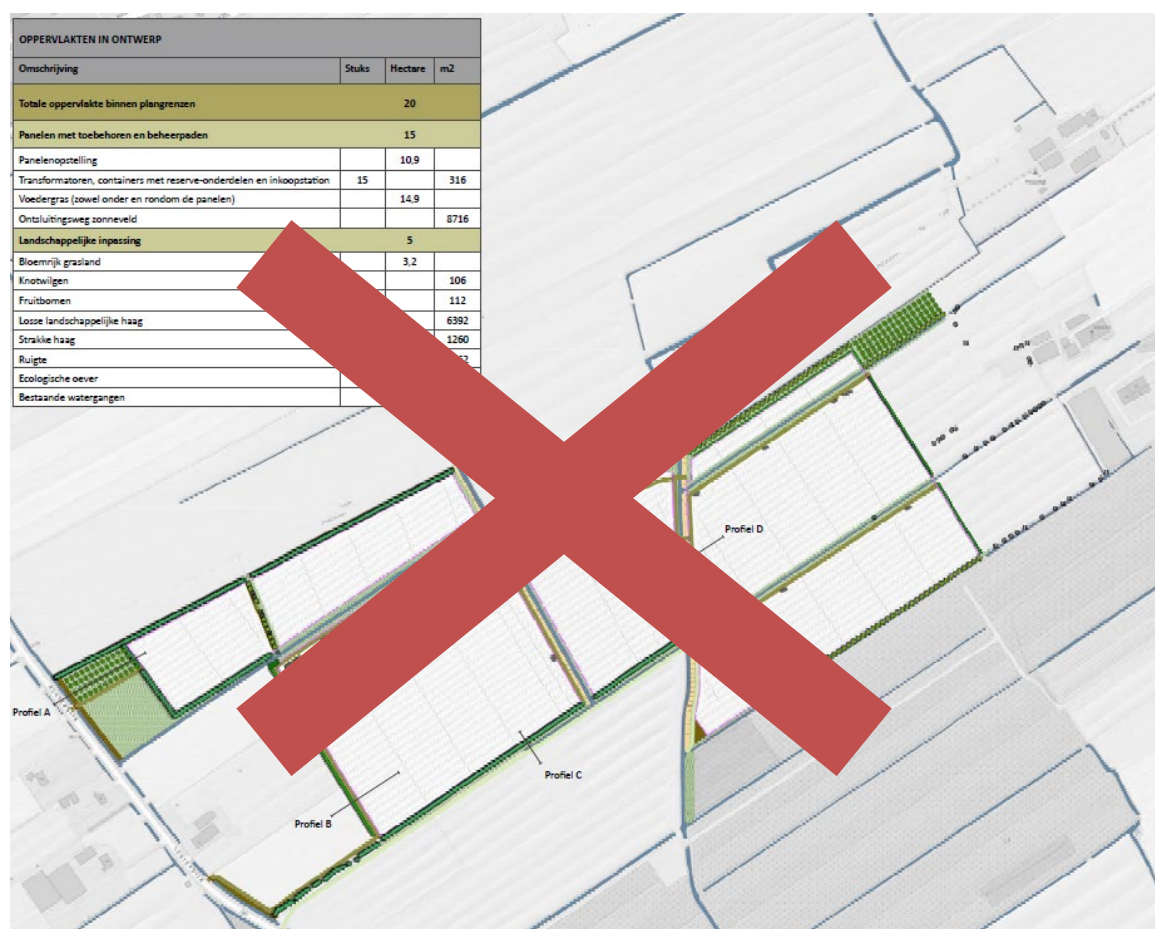 OPPERVLAKTEN IN ONTWERP
Omschrijving Stuks Hectare m2
Totale oppervlakte binnen plangrenzen 20
Panelen met toebehoren en beheerpaden 15
Panelenopstelling 10,9
Transformatoren, containers met reserve-onderdelen en inkoopstation 15 316
Voedergras (zowel onder en rondom de panelen) 14,9
Ontsluitingsweg zonneveld 8716
Landschappelijke inpassing 5
Bloemrijk grasland 3,2
Knotwilgen 106
Fruitbomen 112
Losse landschappelijke haag 6392
Strakke haag 1260
Ruigte
Ecologische oever
Bestaande watergangen
Profiel D
Profiel A
Profiel C
Profiel B